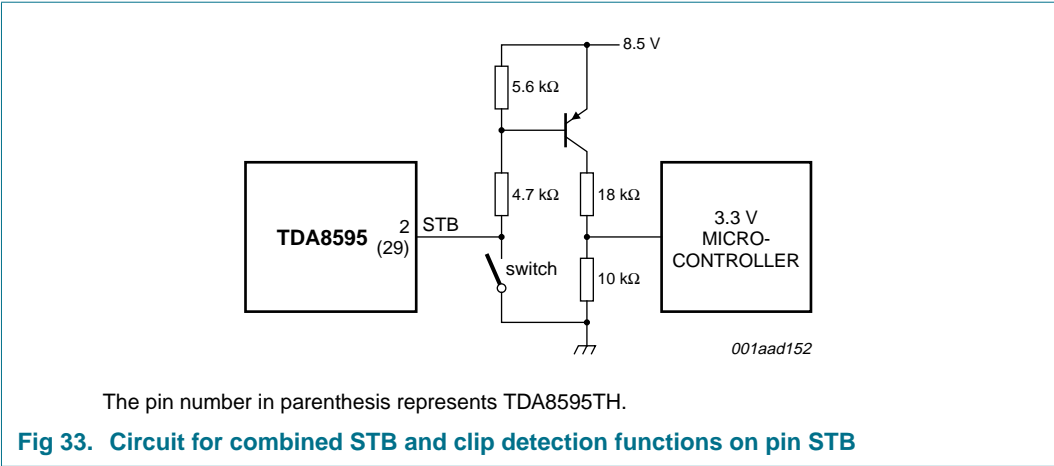 8.5 V
5.6 kΩ
4.7 kΩ
18 kΩ
TDA8595
2
(29)
STB
switch
10 kΩ
3.3 V
MICRO-
CONTROLLER
001aad152
The pin number in parenthesis represents TDA8595TH.
Fig 33. Circuit for combined STB and clip detection functions on pin STB